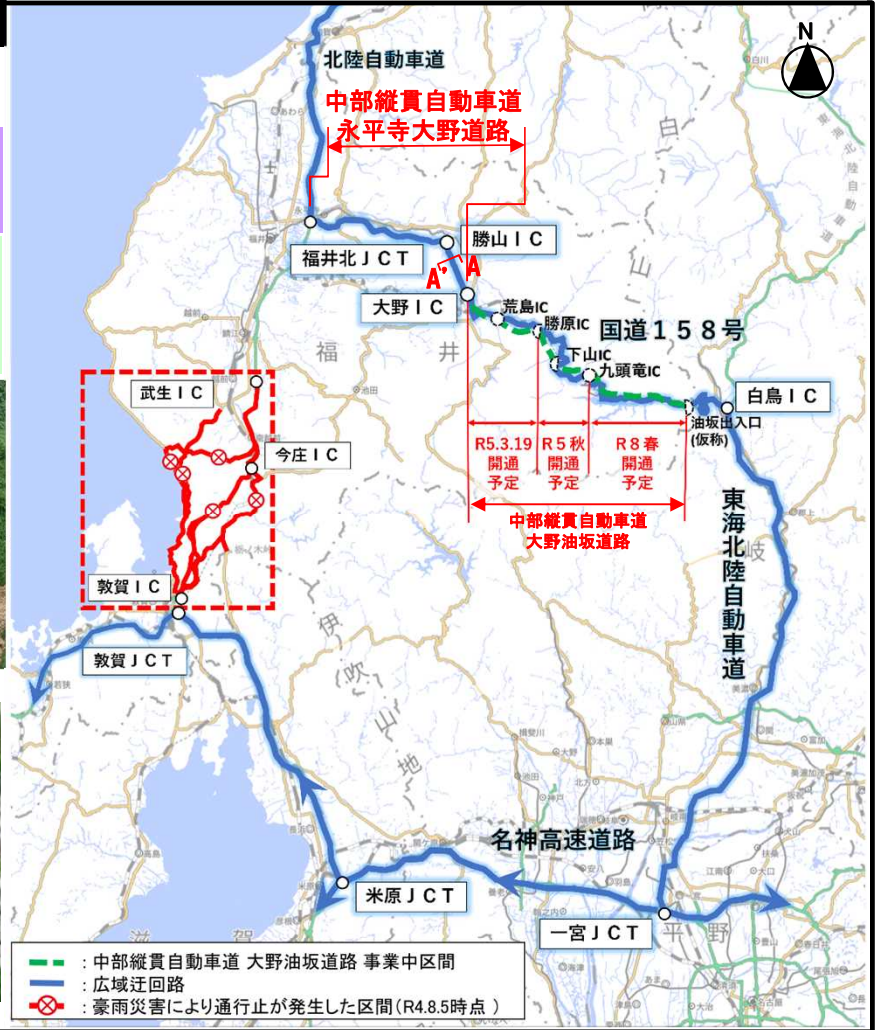 N
北陸自動車道
中部縦貫自動車道
永平寺大野道路
白
山
福井北JCT
勝山IC
A' A
大野IC
荒島IC
勝原IC
国道158号
下山IC
九頭竜IC
福 井
白鳥IC
油坂出入口
(仮称)
武生IC
今庄IC
敦賀IC
敦賀JCT
R5.3.19
開通
予定
R5秋
開通
予定
R8春
開通
予定
中部縦貫自動車道
大野油坂道路
東海北陸自動車道
岐
伊
吹
山
地
名神高速道路
米原JCT
一宮JCT
平 野
滋 賀
:中部縦貫自動車道 大野油坂道路 事業中区間
:広域迂回路
:豪雨災害により通行止が発生した区間(R4.8.5時点 )